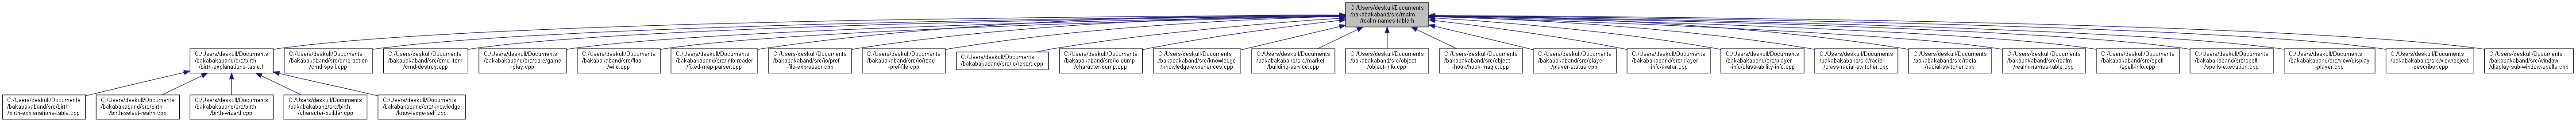 C:/Users/deskull/Documents
/bakabakaband/src/realm
/realm-names-table.h
C:/Users/deskull/Documents
/bakabakaband/src/birth
/birth-explanations-table.h
C:/Users/deskull/Documents
/bakabakaband/src/cmd-action
/cmd-spell.cpp
C:/Users/deskull/Documents
/bakabakaband/src/cmd-item
/cmd-destroy.cpp
C:/Users/deskull/Documents
/bakabakaband/src/core/game
-play.cpp
C:/Users/deskull/Documents
/bakabakaband/src/floor
/wild.cpp
C:/Users/deskull/Documents
/bakabakaband/src/info-reader
/fixed-map-parser.cpp
C:/Users/deskull/Documents
/bakabakaband/src/io/pref
-file-expressor.cpp
C:/Users/deskull/Documents
/bakabakaband/src/io/read
-pref-file.cpp
C:/Users/deskull/Documents
/bakabakaband/src/io/report.cpp
C:/Users/deskull/Documents
/bakabakaband/src/io-dump
/character-dump.cpp
C:/Users/deskull/Documents
/bakabakaband/src/knowledge
/knowledge-experiences.cpp
C:/Users/deskull/Documents
/bakabakaband/src/market
/building-service.cpp
C:/Users/deskull/Documents
/bakabakaband/src/object
/object-info.cpp
C:/Users/deskull/Documents
/bakabakaband/src/object
-hook/hook-magic.cpp
C:/Users/deskull/Documents
/bakabakaband/src/player
/player-status.cpp
C:/Users/deskull/Documents
/bakabakaband/src/player
-info/avatar.cpp
C:/Users/deskull/Documents
/bakabakaband/src/player
-info/class-ability-info.cpp
C:/Users/deskull/Documents
/bakabakaband/src/racial
/class-racial-switcher.cpp
C:/Users/deskull/Documents
/bakabakaband/src/racial
/racial-switcher.cpp
C:/Users/deskull/Documents
/bakabakaband/src/realm
/realm-names-table.cpp
C:/Users/deskull/Documents
/bakabakaband/src/spell
/spell-info.cpp
C:/Users/deskull/Documents
/bakabakaband/src/spell
/spells-execution.cpp
C:/Users/deskull/Documents
/bakabakaband/src/view/display
-player.cpp
C:/Users/deskull/Documents
/bakabakaband/src/view/object
-describer.cpp
C:/Users/deskull/Documents
/bakabakaband/src/window
/display-sub-window-spells.cpp
C:/Users/deskull/Documents
/bakabakaband/src/birth
/birth-explanations-table.cpp
C:/Users/deskull/Documents
/bakabakaband/src/birth
/birth-select-realm.cpp
C:/Users/deskull/Documents
/bakabakaband/src/birth
/birth-wizard.cpp
C:/Users/deskull/Documents
/bakabakaband/src/birth
/character-builder.cpp
C:/Users/deskull/Documents
/bakabakaband/src/knowledge
/knowledge-self.cpp